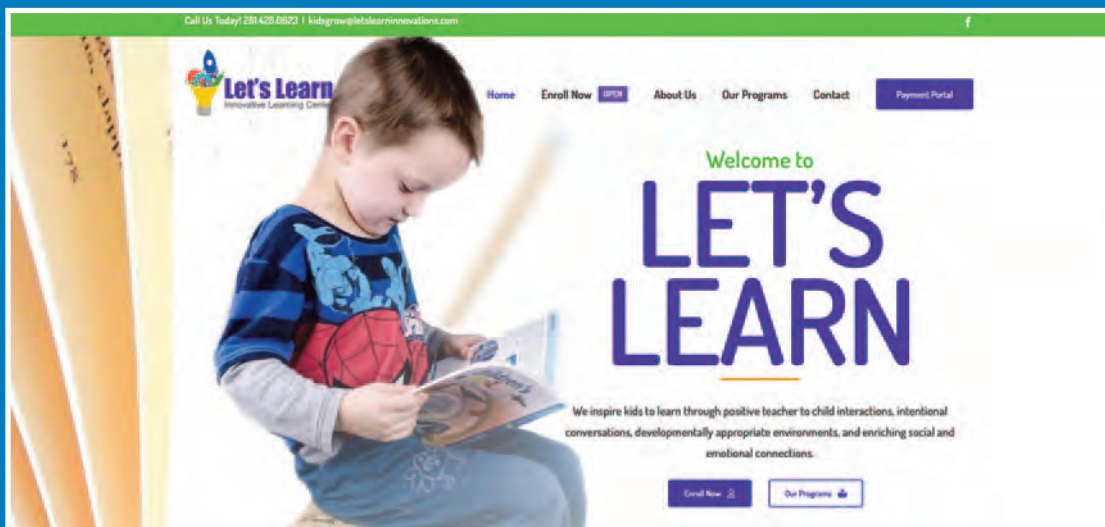 Call Us Today! 281.428.0623 | kidsgrow@letslearninnovations.com
f
Let's Learn
Innovative Learning Center
Home Enroll Now OPEN About Us Our Programs Contact Payment Portal
Welcome to
LET'S
LEARN
We inspire kids to learn through positive teacher to child interactions, intentional
conversations, developmentally appropriate environments, and enriching social and
emotional connections.
Enroll Now Our Programs
178